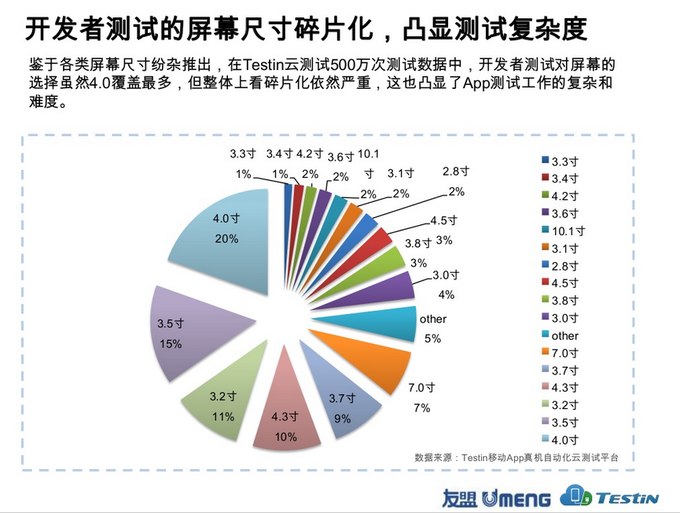 开发者测试的屏幕尺寸碎片化，凸显测试复杂度
鉴于各类屏幕尺寸纷杂推出，在Testin云测试500万次测试数据中，开发者测试对屏幕的
选择虽然4.0覆盖最多，但整体上看碎片化依然严重，这也凸显了App测试工作的复杂和
难度。
3.3寸
1%
3.4寸
1%
4.2寸
2%
3.6寸
2%
10.1
寸
2%
3.1寸
2%
2.8寸
2%
4.5寸
3%
3.8寸
3%
3.0寸
4%
other
5%
7.0寸
7%
3.7寸
9%
4.3寸
10%
3.2寸
11%
3.5寸
15%
4.0寸
20%
3.3寸
3.4寸
4.2寸
3.6寸
10.1寸
3.1寸
2.8寸
4.5寸
3.8寸
3.0寸
other
7.0寸
3.7寸
4.3寸
3.2寸
3.5寸
4.0寸
数据来源：Testin移动App真机自动化云测试平台
友盟 UMENG
TestiN